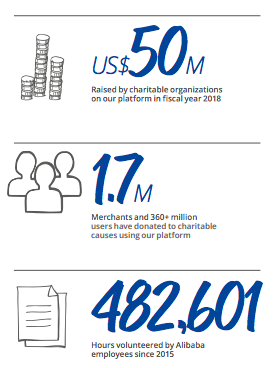 US$50M
Raised by charitable organizations
on our platform in fiscal year 2018
1.7M
Merchants and 360+ million
users have donated to charitable
causes using our platform
482,601
Hours volunteered by Alibaba
employees since 2015